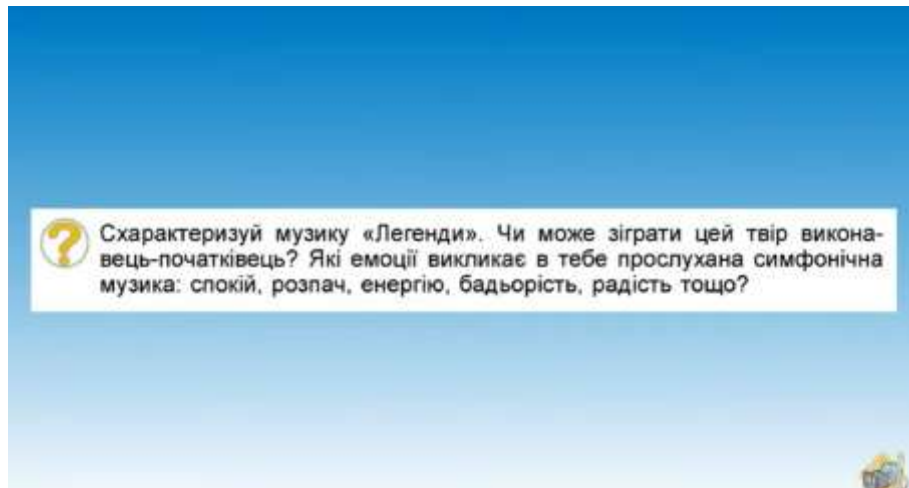 ?
Схарактеризуй музику «Легенди». Чи може зіграти цей твір викона-
вець-початківець? Які емоції викликає в тебе прослухана симфонічна
музика: спокій, розпач, енергію, бадьорість, радість тощо?